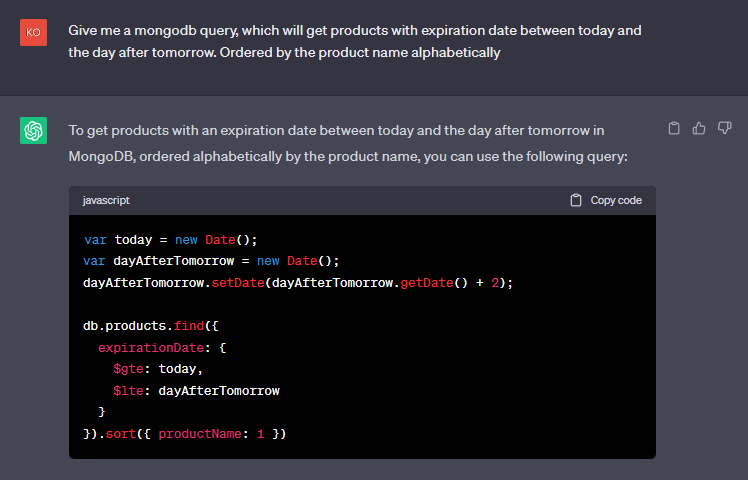 KO
Give me a mongodb query, which will get products with expiration date between today and
the day after tomorrow. Ordered by the product name alphabetically
To get products with an expiration date between today and the day after tomorrow in
MongoDB, ordered alphabetically by the product name, you can use the following query:
javascript
Copy code
var today = new Date();
var dayAfterTomorrow = new Date();
dayAfterTomorrow.setDate(dayAfterTomorrow.getDate() + 2);

db.products.find({
  expirationDate: {
    $gte: today,
    $lte: dayAfterTomorrow
  }
}).sort({ productName: 1 })